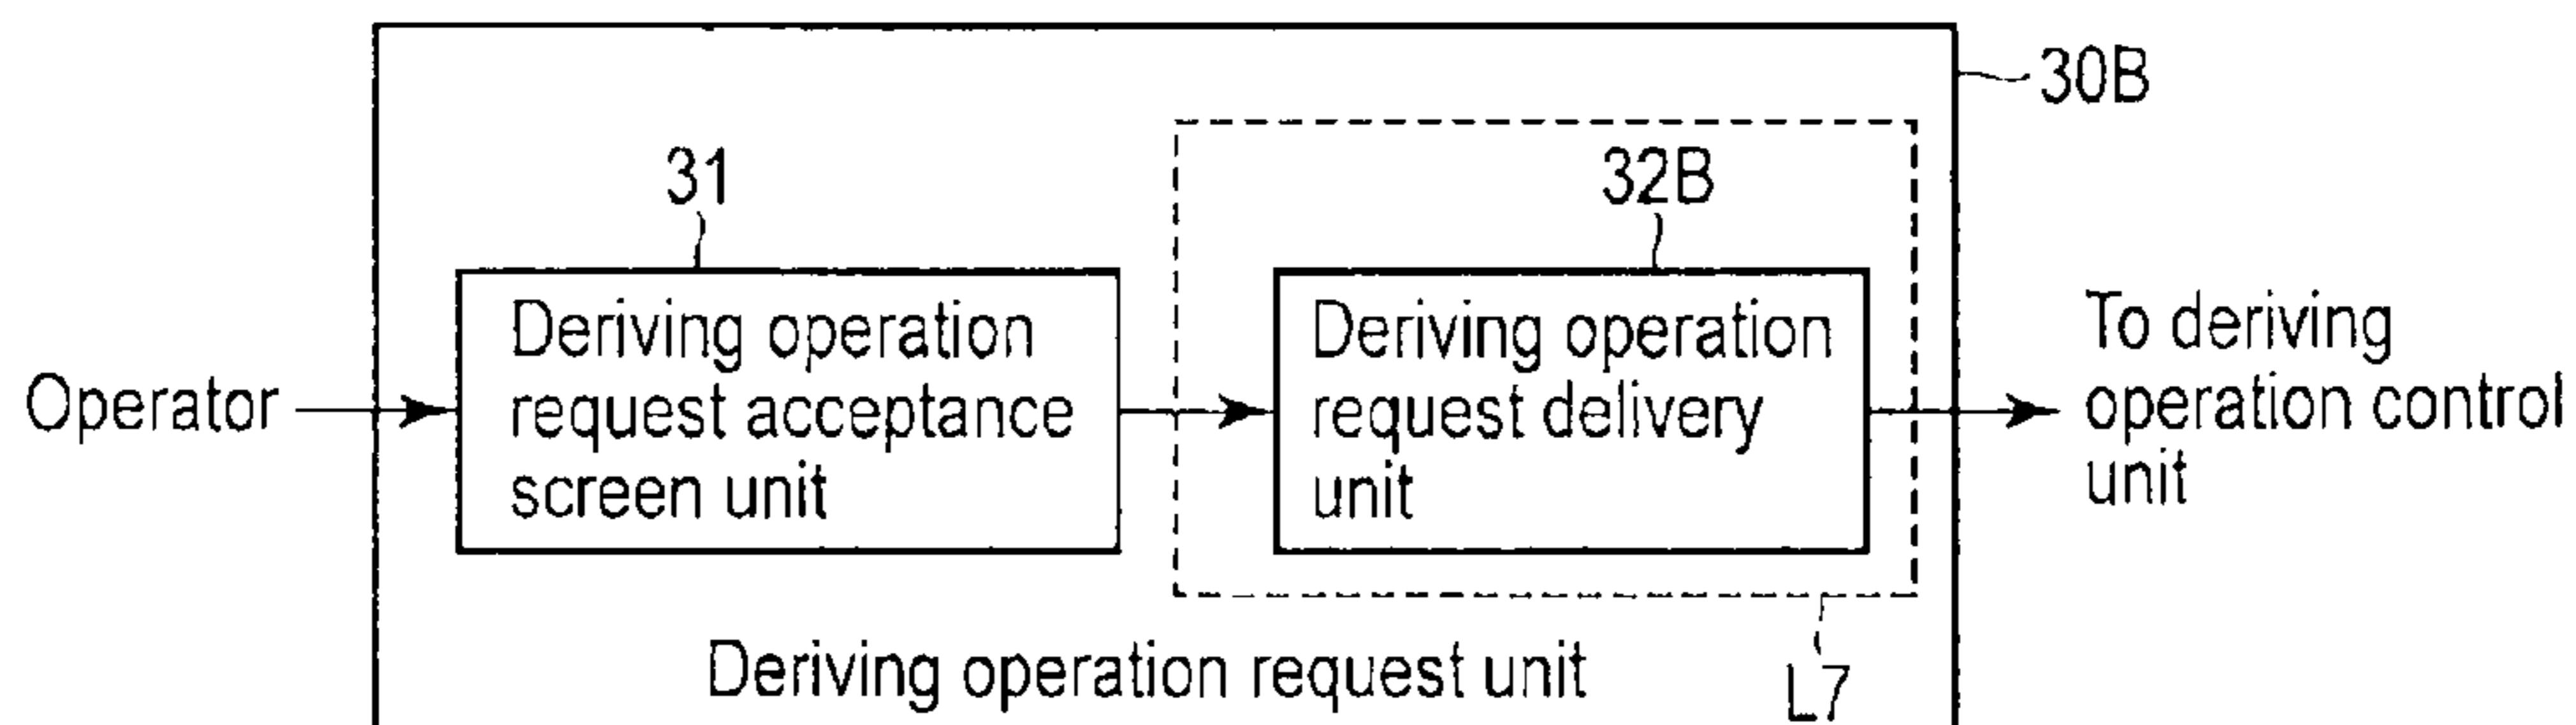 30B
31
32B
Operator
Deriving operation
request acceptance
screen unit
Deriving operation
request delivery
unit
To deriving
operation control
unit
Deriving operation request unit
L7